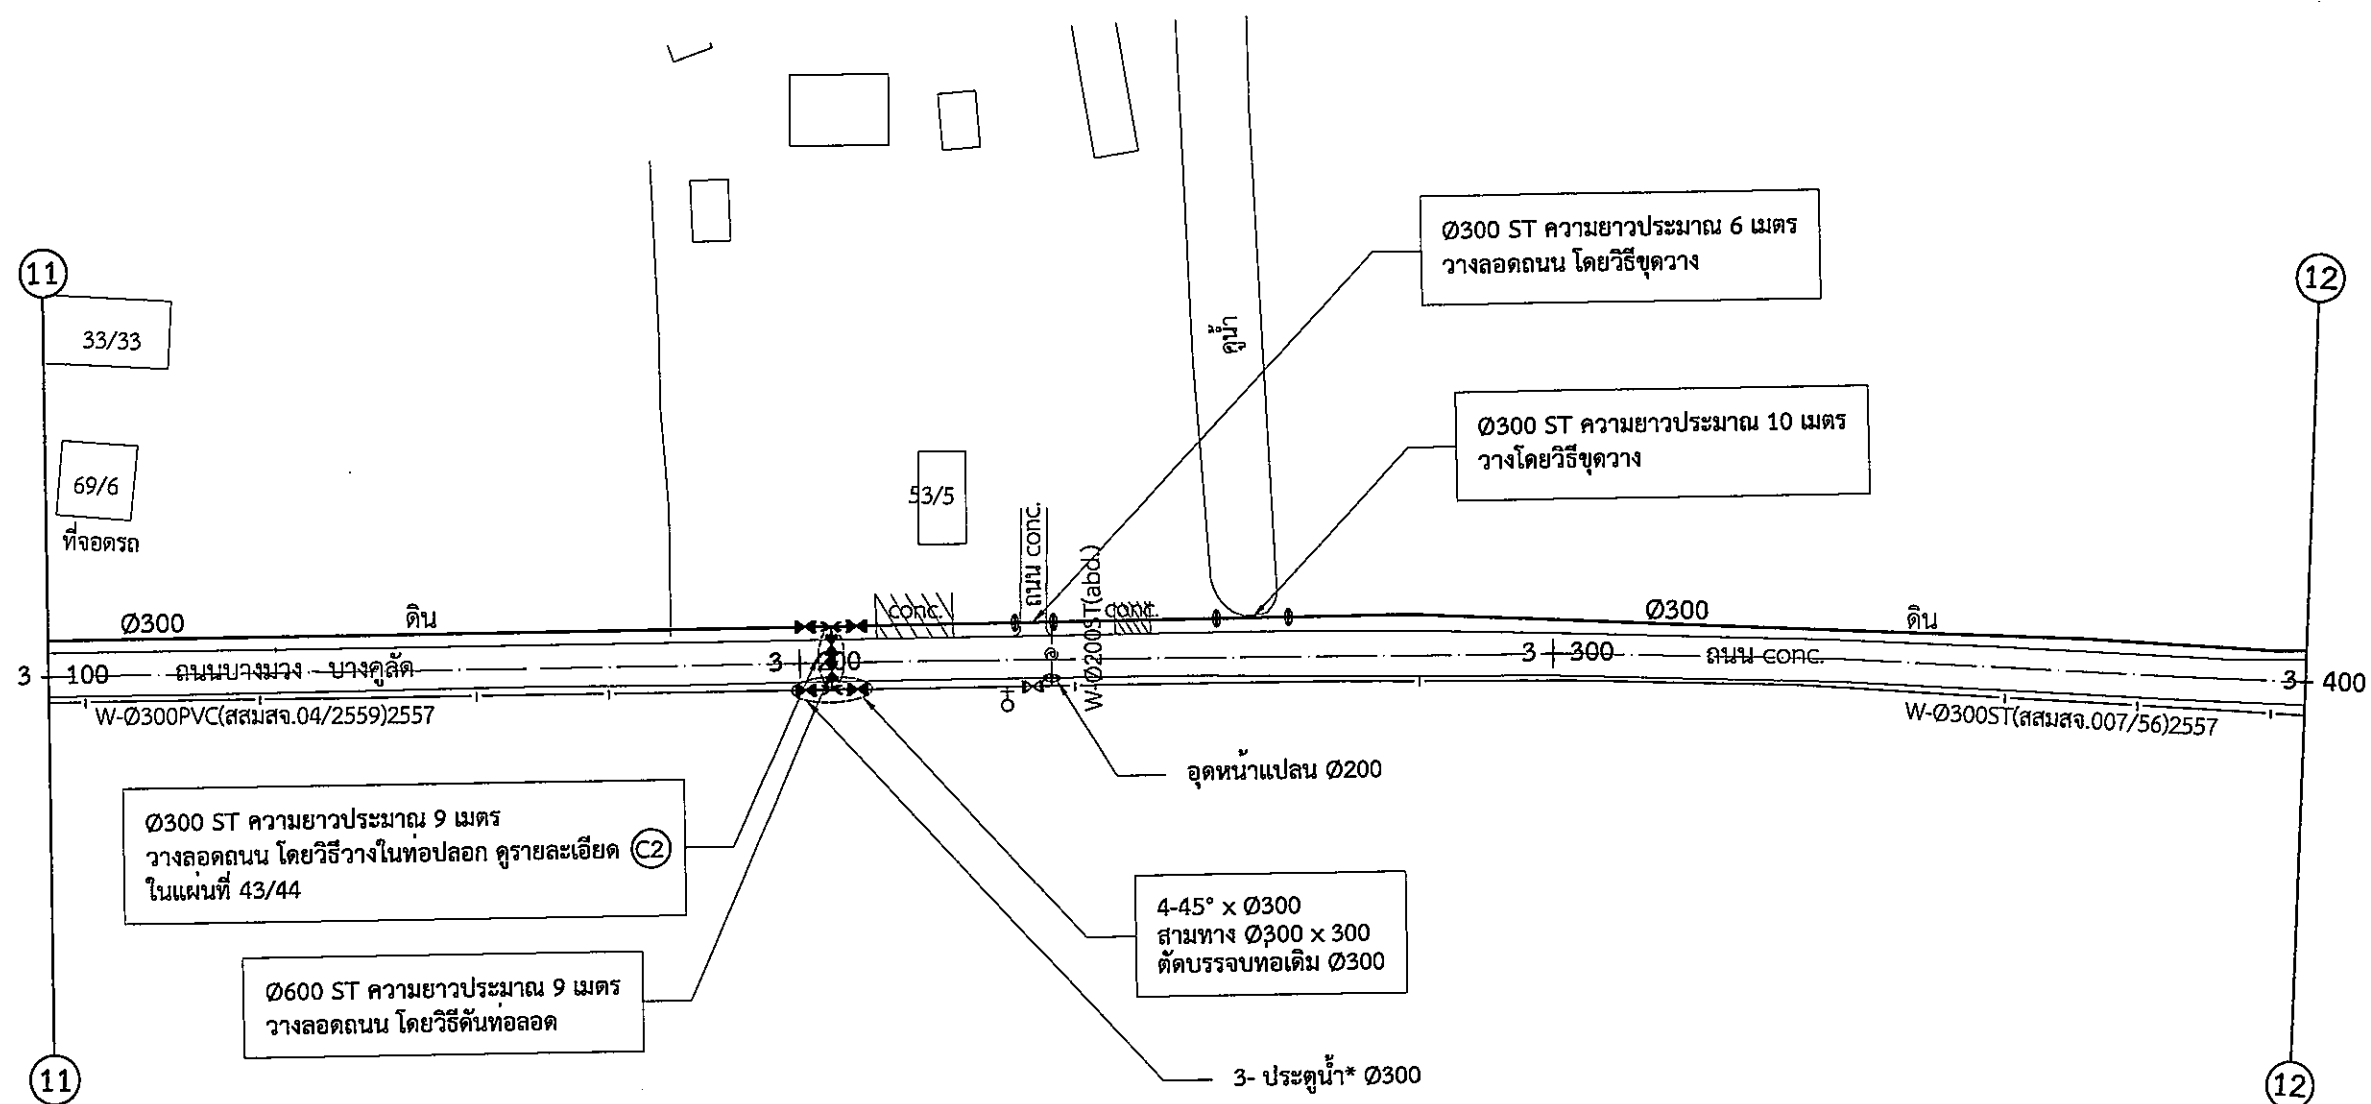 Ø300 ST ความยาวประมาณ 6 เมตร
วางลอดถนน โดยวิธีขุดวาง
11
12
33/33
คูน้ำ
Ø300 ST ความยาวประมาณ 10 เมตร
วางโดยวิธีขุดวาง
69/6
ที่จอดรถ
53/5
ถนน conc.
W-Ø200ST(abd.)
Ø300
ดิน
conc.
conc.
Ø300
ดิน
3 100
ถนนบางม่วง - บางคูลัด
3 200
3 300
ถนน conc.
3 400
W-Ø300PVC(สสมสจ.04/2559)2557
W-Ø300ST(สสมสจ.007/56)2557
อุดหน้าแปลน Ø200
Ø300 ST ความยาวประมาณ 9 เมตร
วางลอดถนน โดยวิธีวางในท่อปลอก ดูรายละเอียด C2
ในแผ่นที่ 43/44
4-45° x Ø300
สามทาง Ø300 x 300
ตัดบรรจบท่อเดิม Ø300
Ø600 ST ความยาวประมาณ 9 เมตร
วางลอดถนน โดยวิธีดันท่อลอด
3- ประตูน้ำ* Ø300
11
12